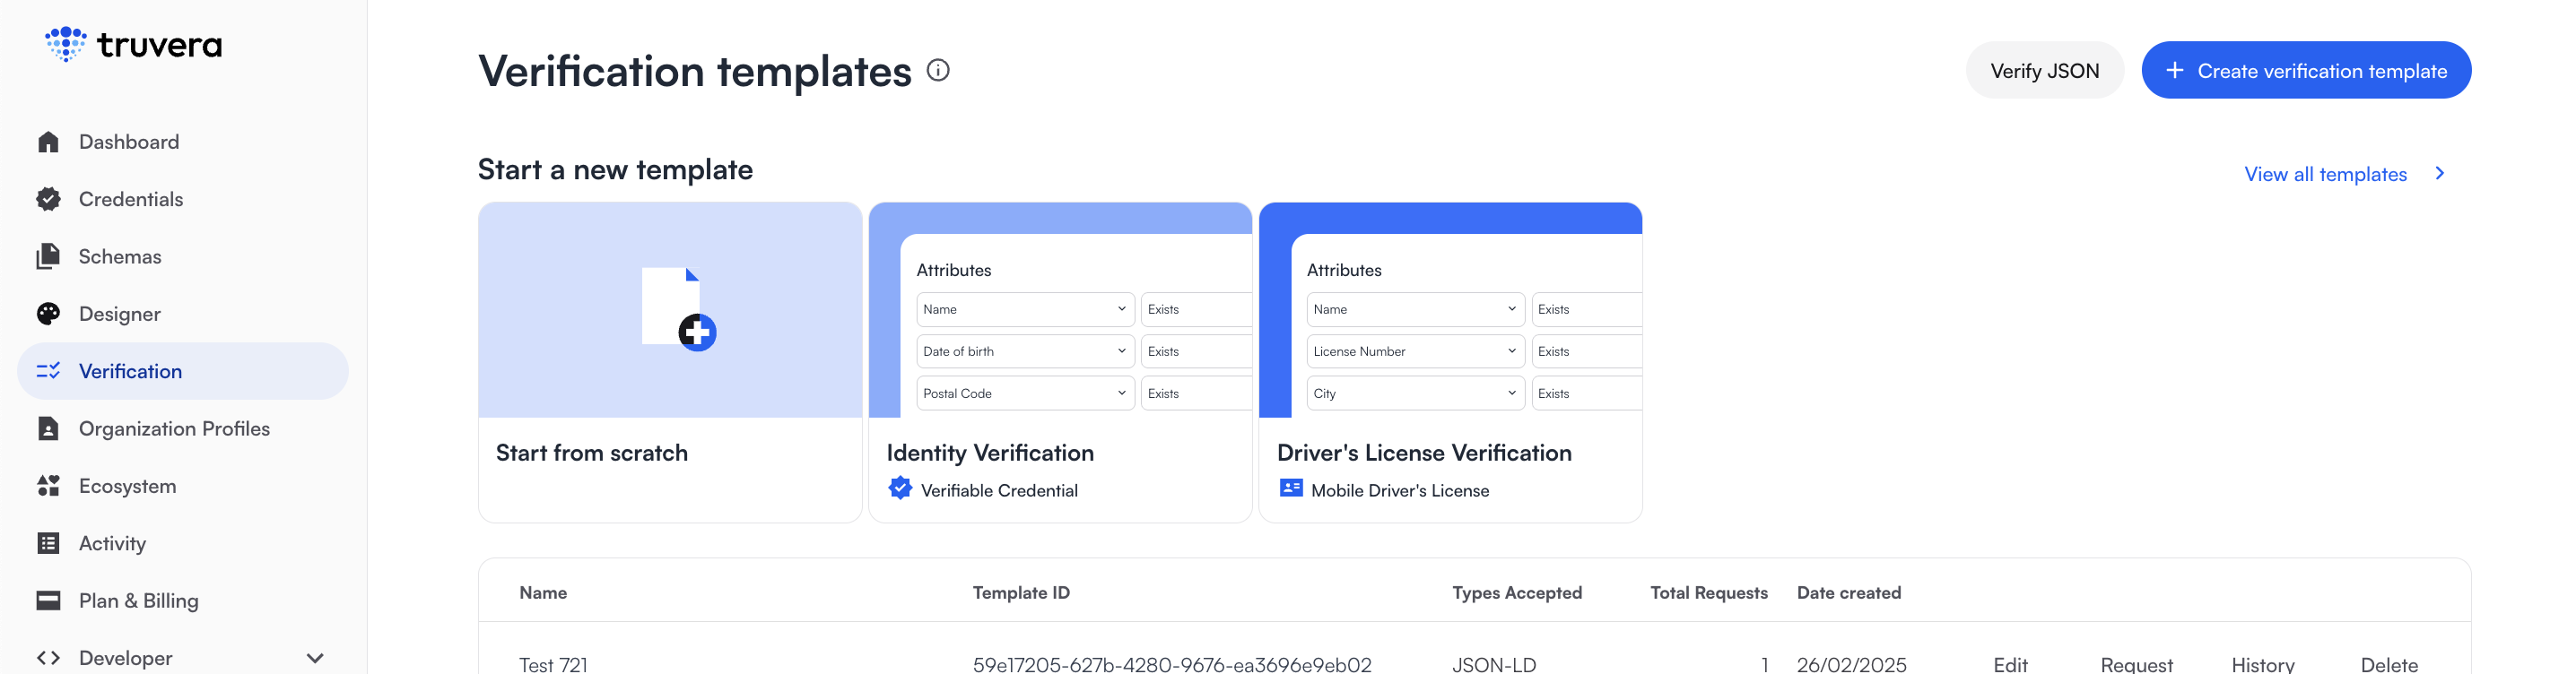 truvera
Dashboard
Credentials
Schemas
Designer
Verification
Organization Profiles
Ecosystem
Activity
Plan & Billing
Developer
Verification templates
Verify JSON
Create verification template
Start a new template
View all templates
Start from scratch
Attributes
Name Exists
Date of birth Exists
Postal Code Exists
Identity Verification
Verifiable Credential
Attributes
Name Exists
License Number Exists
City Exists
Driver's License Verification
Mobile Driver's License
Name Template ID Types Accepted Total Requests Date created
Test 721 59e17205-627b-4280-9676-ea3696e9eb02 JSON-LD 1 26/02/2025 Edit Request History Delete